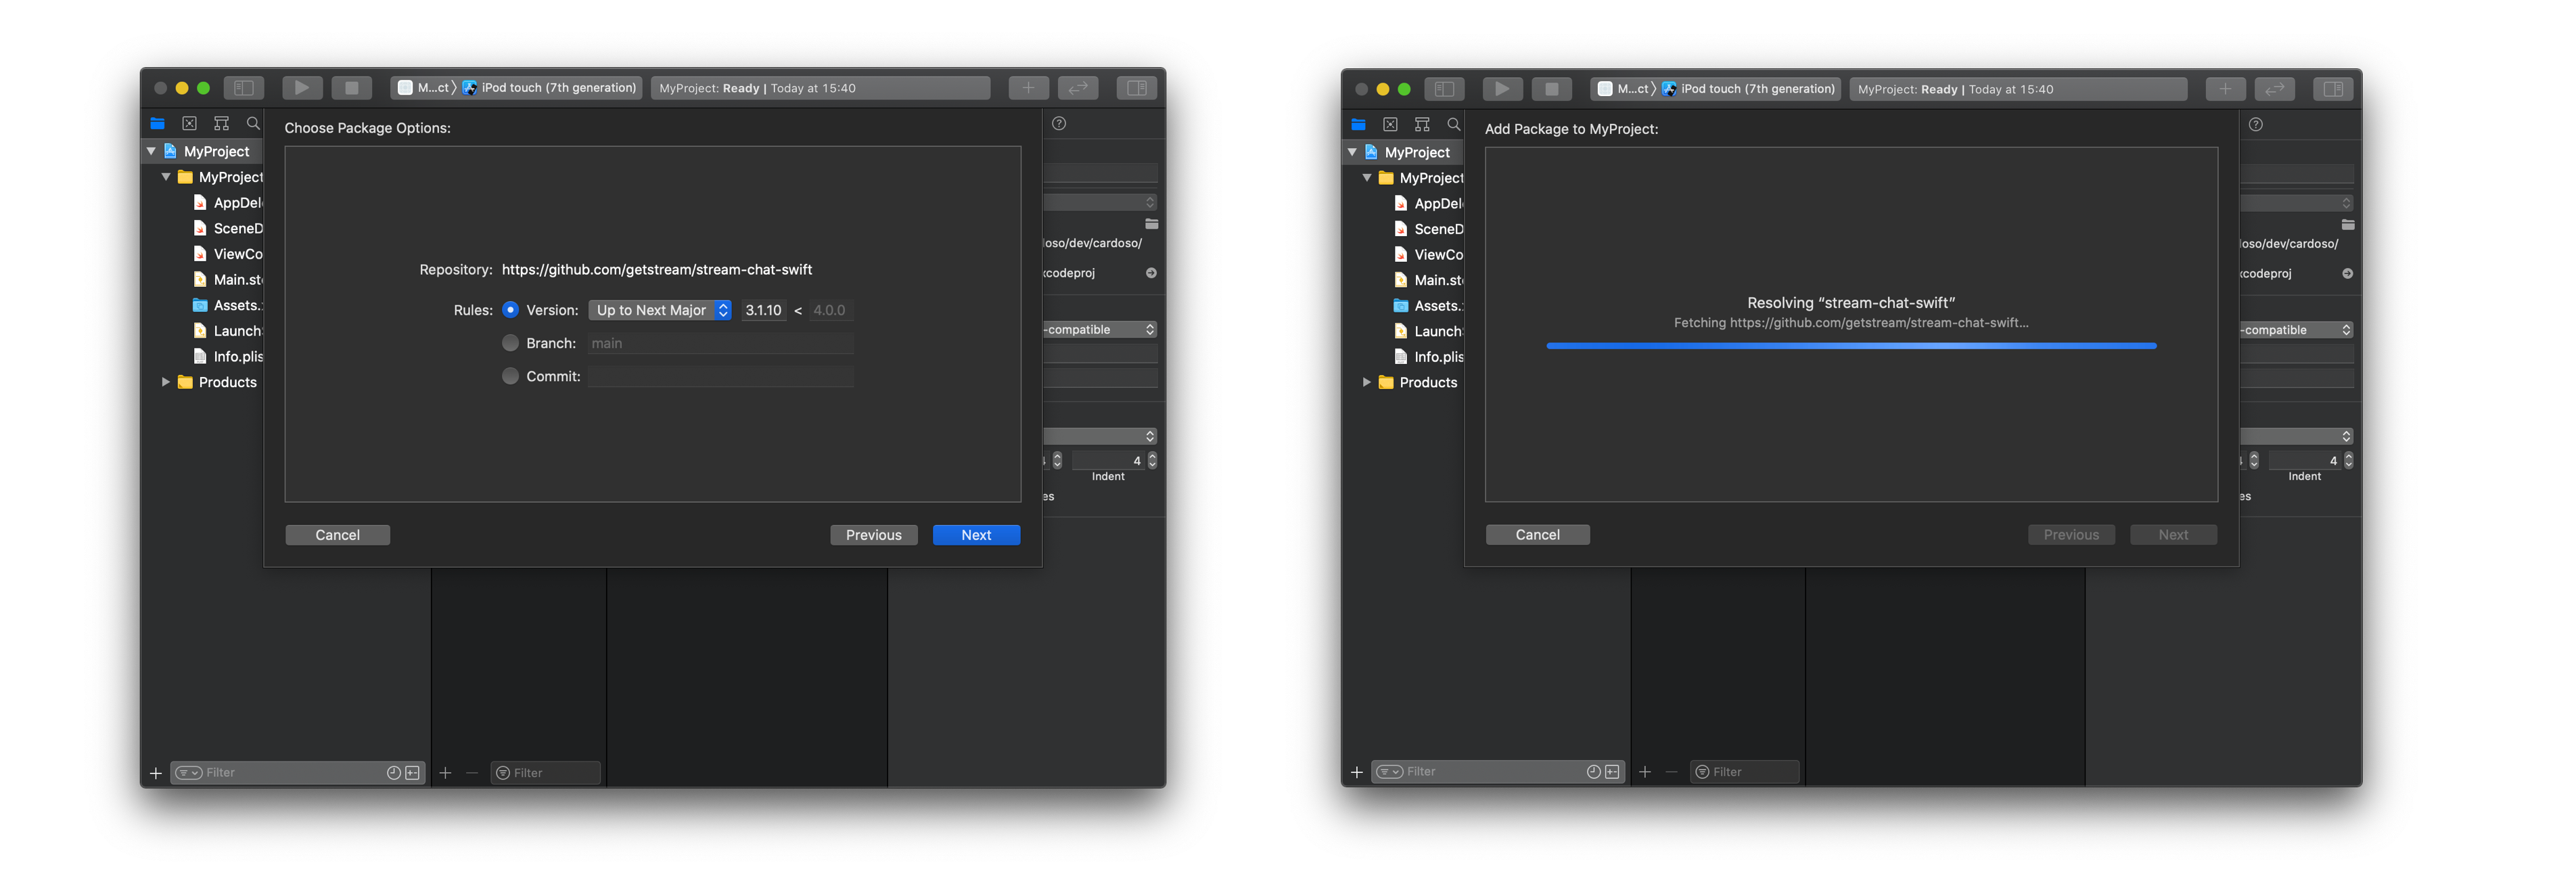 M...ct 〉 iPod touch (7th generation)
MyProject: Ready | Today at 15:40
Choose Package Options:
MyProject
MyProject
AppDel
SceneD
ViewCo
Main.st
Assets.
Launch
Info.plis
Products
Repository: https://github.com/getstream/stream-chat-swift
Rules: Version: Up to Next Major 3.1.10 < 4.0.0
Branch: main
Commit:
Cancel Previous Next
loso/dev/cardoso/
xcodeproj
-compatible
4
Indent
es
Filter
Filter
M...ct 〉 iPod touch (7th generation)
MyProject: Ready | Today at 15:40
Add Package to MyProject:
MyProject
MyProject
AppDel
SceneD
ViewCo
Main.st
Assets.
Launch
Info.plis
Products
Resolving “stream-chat-swift”
Fetching https://github.com/getstream/stream-chat-swift...
Cancel Previous Next
loso/dev/cardoso/
xcodeproj
-compatible
4
Indent
es
Filter
Filter